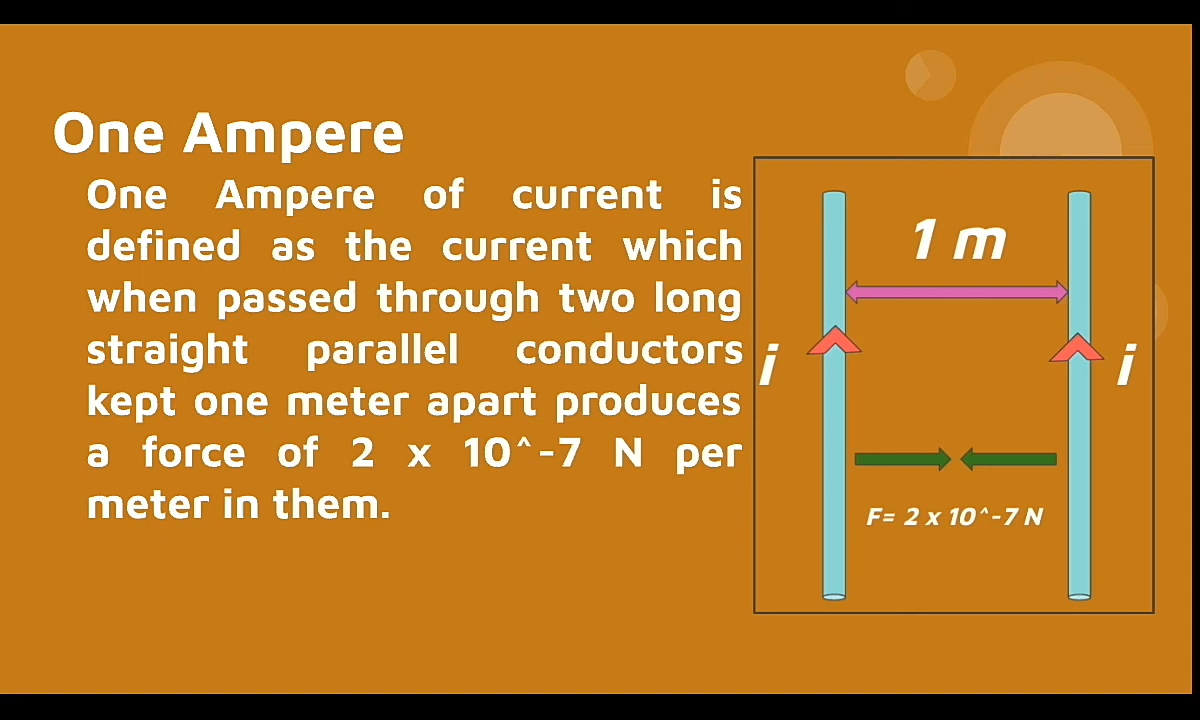 One Ampere
One Ampere of current is
defined as the current which
when passed through two long
straight parallel conductors
kept one meter apart produces
a force of 2 x 10^-7 N per
meter in them.
1 m
i
i
F= 2 x 10^-7 N